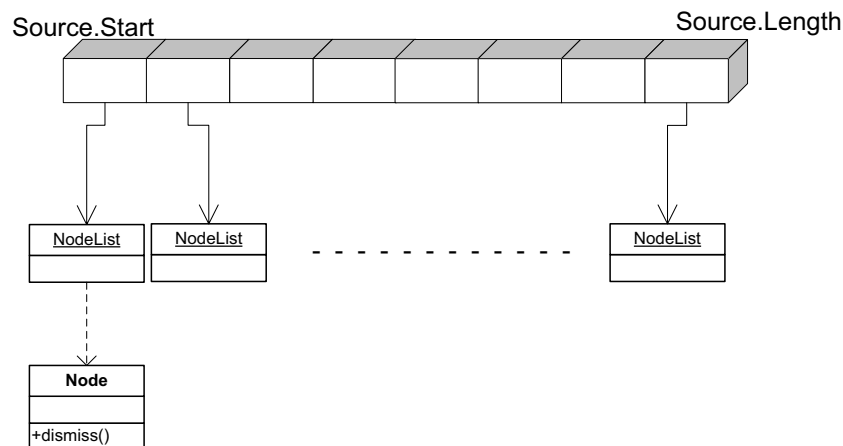 Source.Start
Source.Length
NodeList
NodeList
NodeList
Node
+dismiss()